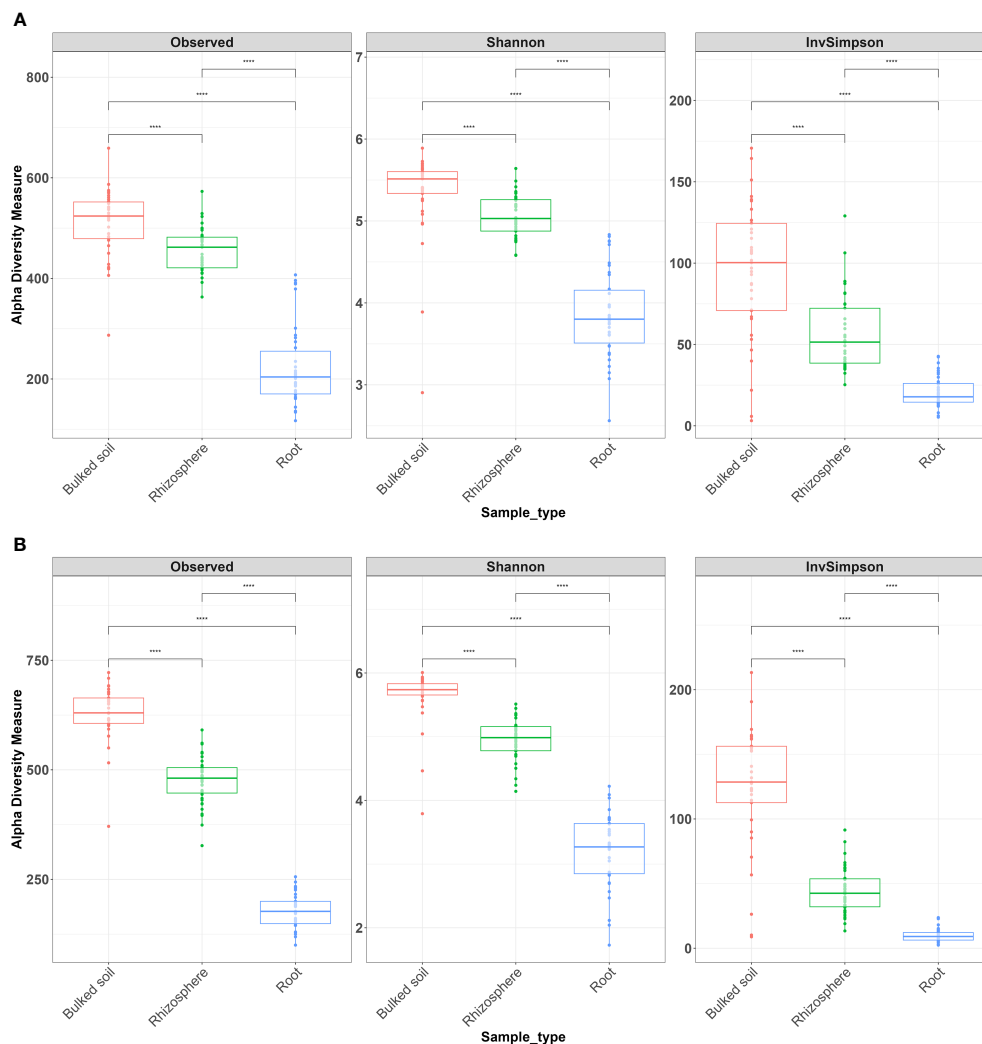 A
Observed Shannon InvSimpson
Alpha Diversity Measure
800
600
400
200
**** **** ****
7
6
5
4
3
**** **** ****
200
150
100
50
0
**** **** ****
Bulked soil Rhizosphere Root Bulked soil Rhizosphere Root Bulked soil Rhizosphere Root
Sample_type
B
Observed Shannon InvSimpson
Alpha Diversity Measure
750
500
250
**** **** ****
6
4
2
**** **** ****
200
100
0
**** **** ****
Bulked soil Rhizosphere Root Bulked soil Rhizosphere Root Bulked soil Rhizosphere Root
Sample_type